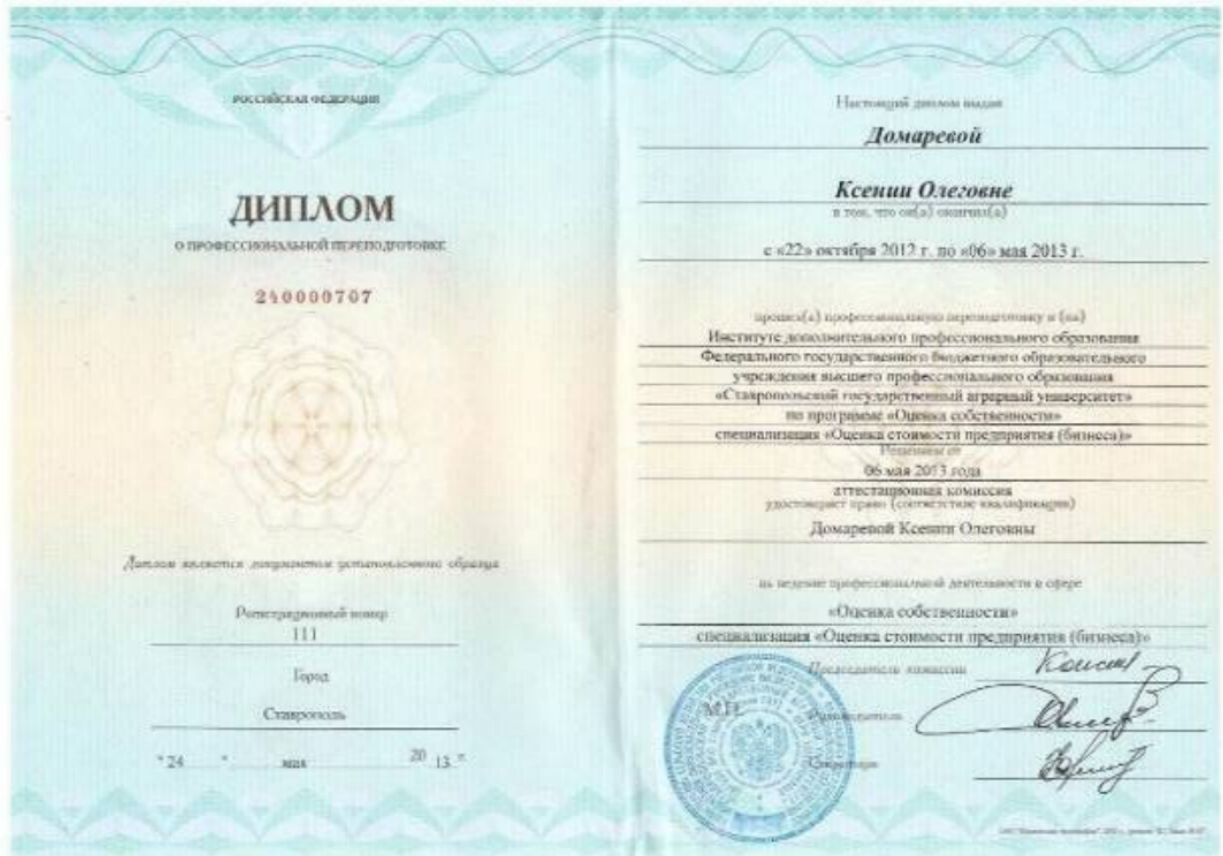 РОССИЙСКАЯ ФЕДЕРАЦИЯ
ДИПЛОМ
О ПРОФЕССИОНАЛЬНОЙ ПЕРЕПОДГОТОВКЕ
240000707
Диплом является документом установленного образца
Регистрационный номер
111
Город
Ставрополь
"24 " мая 20 13 г.
Настоящий диплом выдан
Домаревой
Ксении Олеговне
в том, что он(а) окончил(а)
с «22» октября 2012 г. по «06» мая 2013 г.
прошел(а) профессиональную переподготовку в (на)
Институте дополнительного профессионального образования
Федерального государственного бюджетного образовательного
учреждения высшего профессионального образования
«Ставропольский государственный аграрный университет»
по программе «Оценка собственности»
специализация «Оценка стоимости предприятия (бизнеса)»
Решением от
06 мая 2013 года
аттестационная комиссия
удостоверяет право (соответствие квалификации)
Домаревой Ксении Олеговны
на ведение профессиональной деятельности в сфере
«Оценка собственности»
специализация «Оценка стоимости предприятия (бизнеса)»
Председатель комиссии
М.П. Руководитель
Секретарь